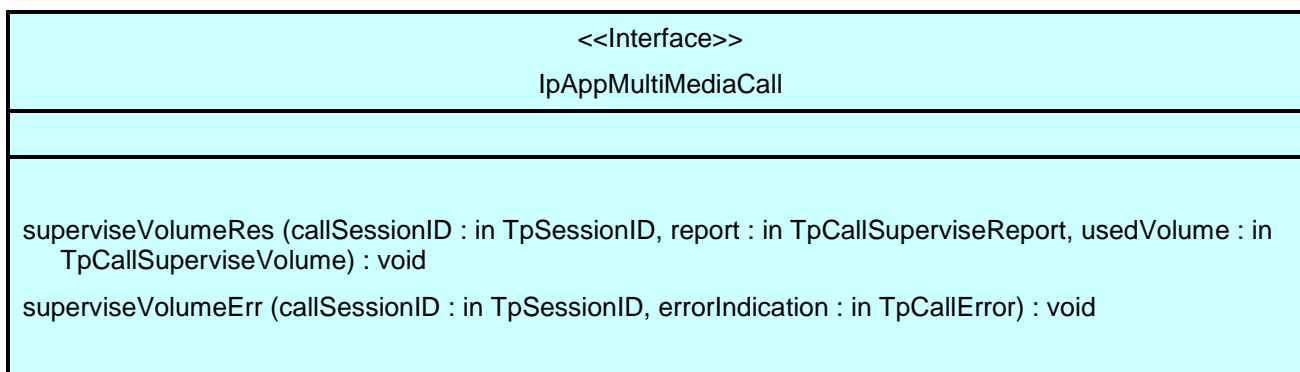 <<Interface>>
IpAppMultiMediaCall
superviseVolumeRes (callSessionID : in TpSessionID, report : in TpCallSuperviseReport, usedVolume : in
TpCallSuperviseVolume) : void
superviseVolumeErr (callSessionID : in TpSessionID, errorIndication : in TpCallError) : void